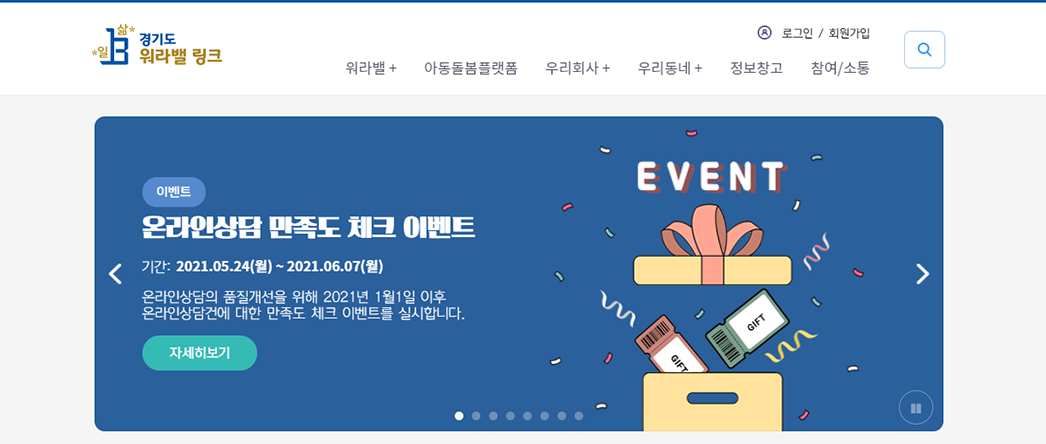 삶
일
경기도
워라밸 링크
로그인 / 회원가입
워라밸 + 아동돌봄플랫폼 우리회사 + 우리동네 + 정보창고 참여/소통
이벤트
온라인상담 만족도 체크 이벤트
기간: 2021.05.24(월) ~ 2021.06.07(월)
온라인상담의 품질개선을 위해 2021년 1월1일 이후
온라인상담건에 대한 만족도 체크 이벤트를 실시합니다.
자세히보기
EVENT
GIFT
GIFT